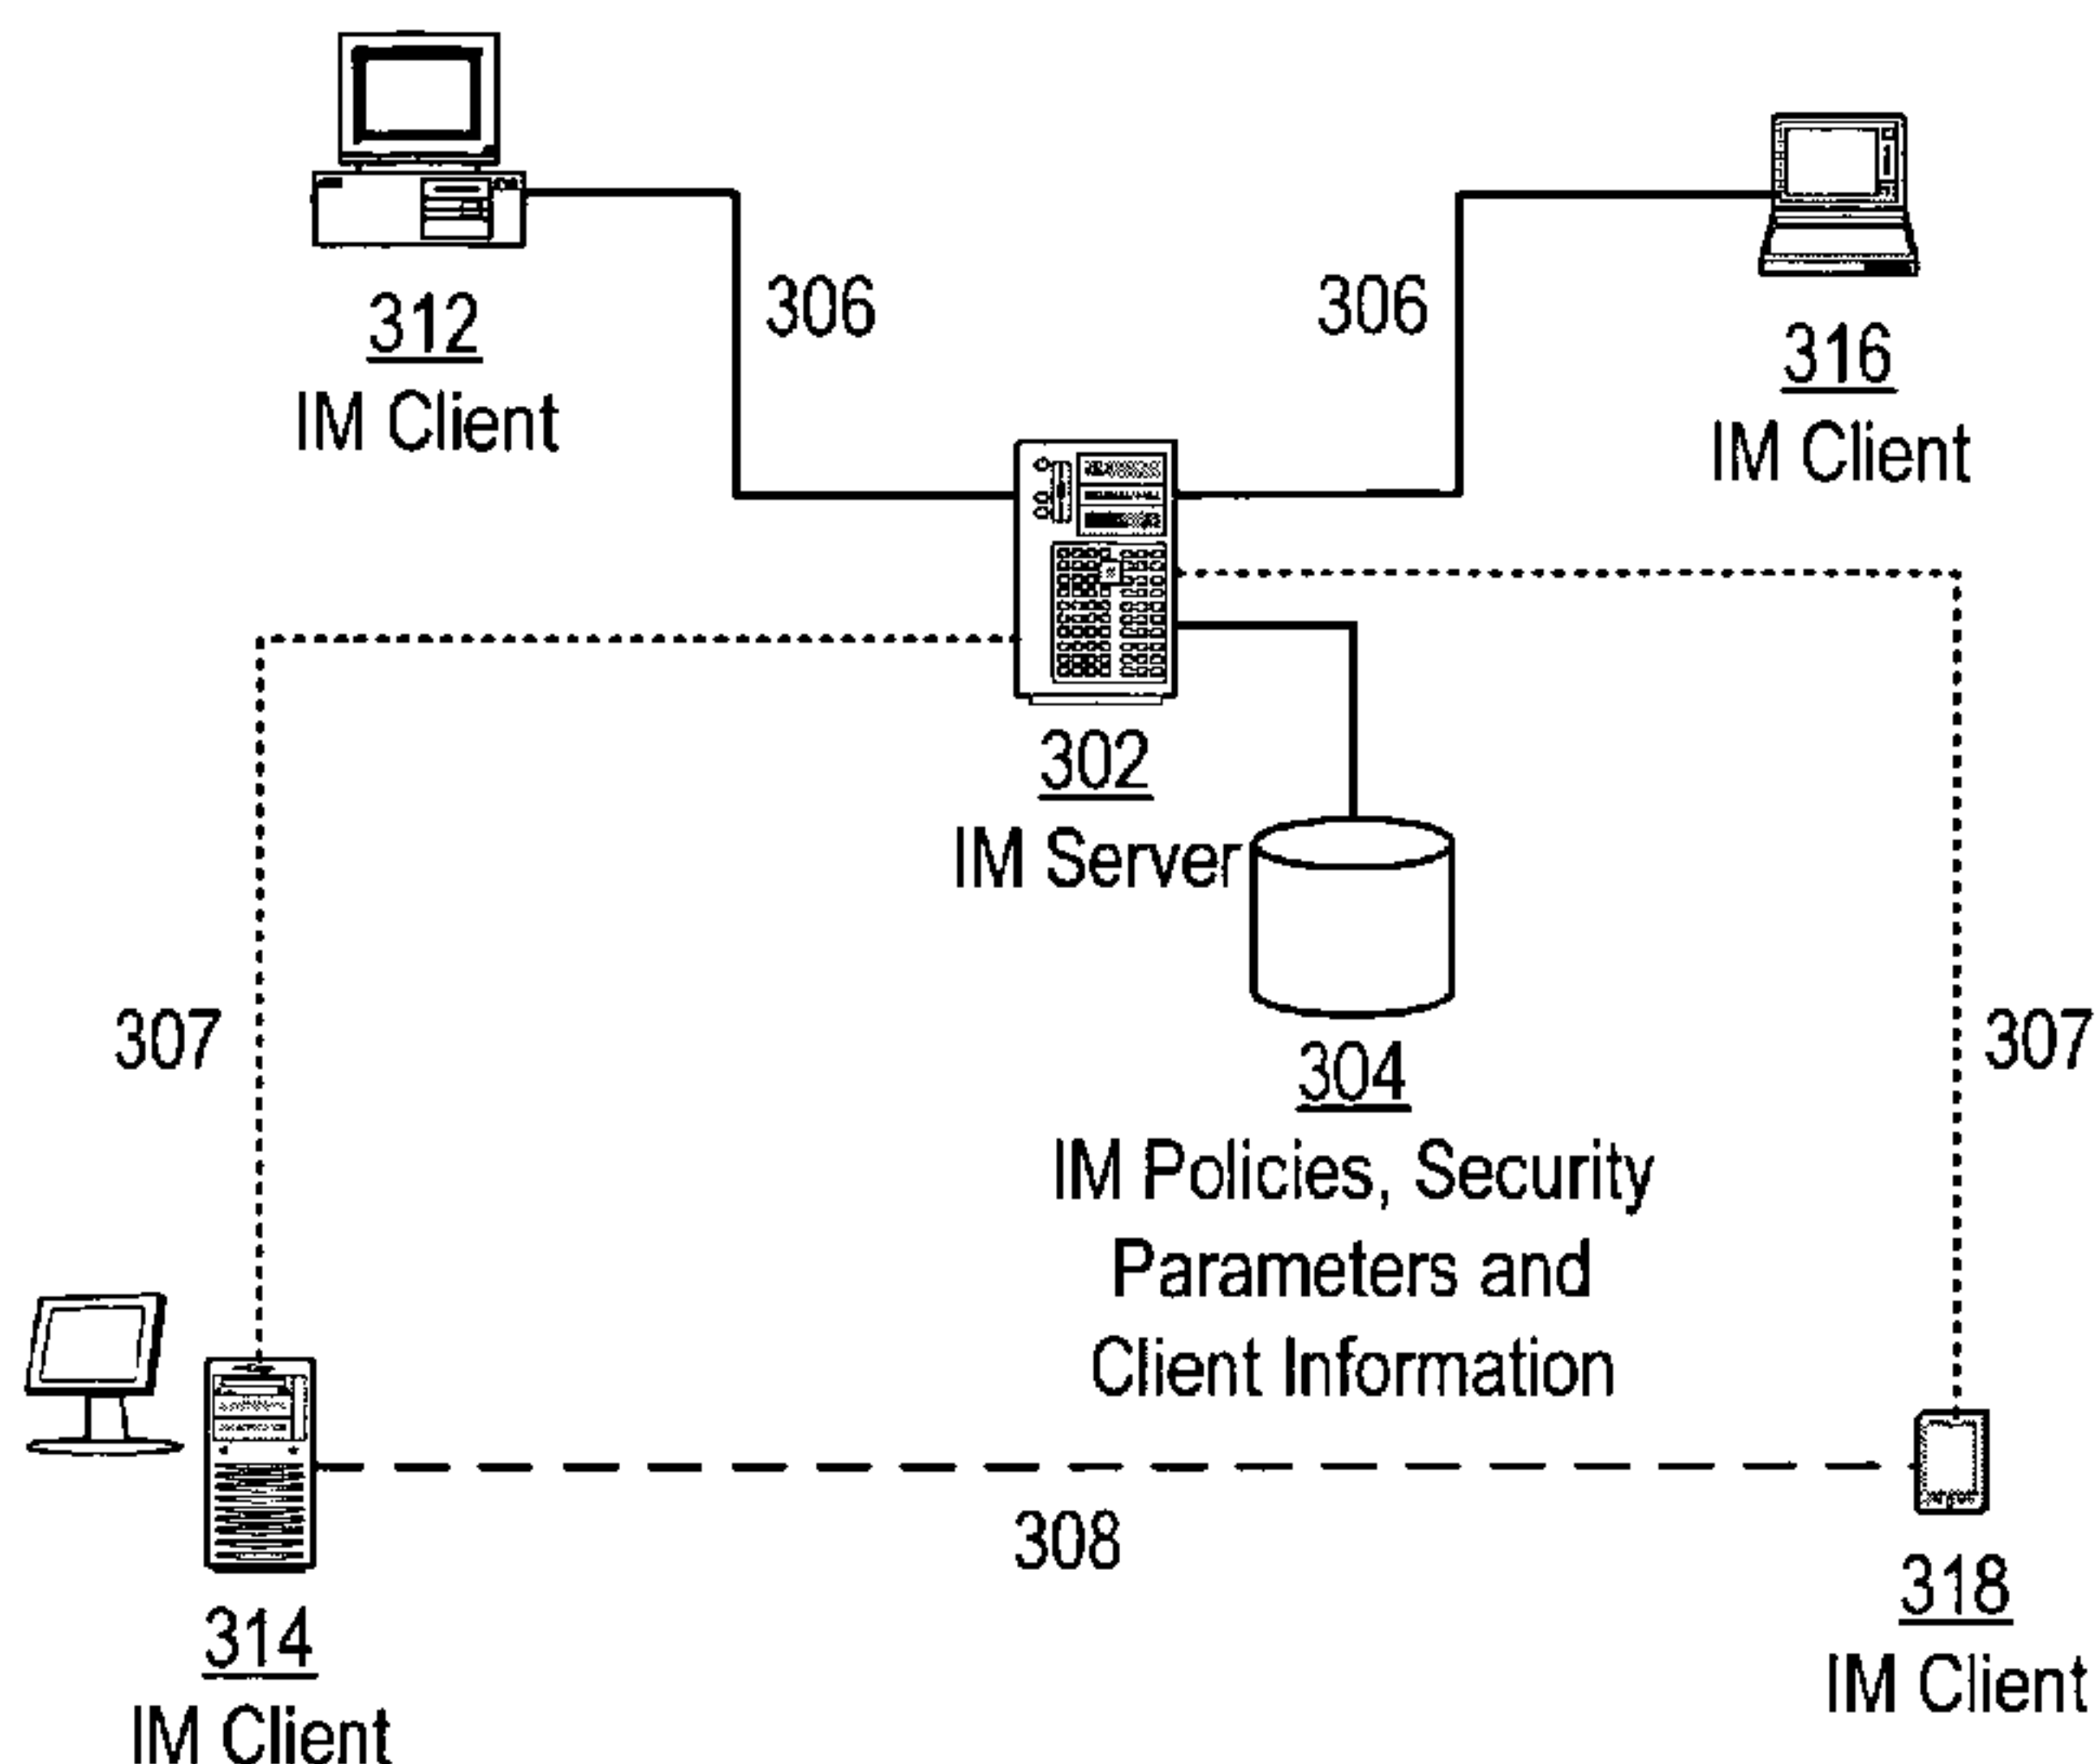 312
IM Client
306
306
316
IM Client
302
IM Server
307
304
307
IM Policies, Security
Parameters and
Client Information
308
314
IM Client
318
IM Client